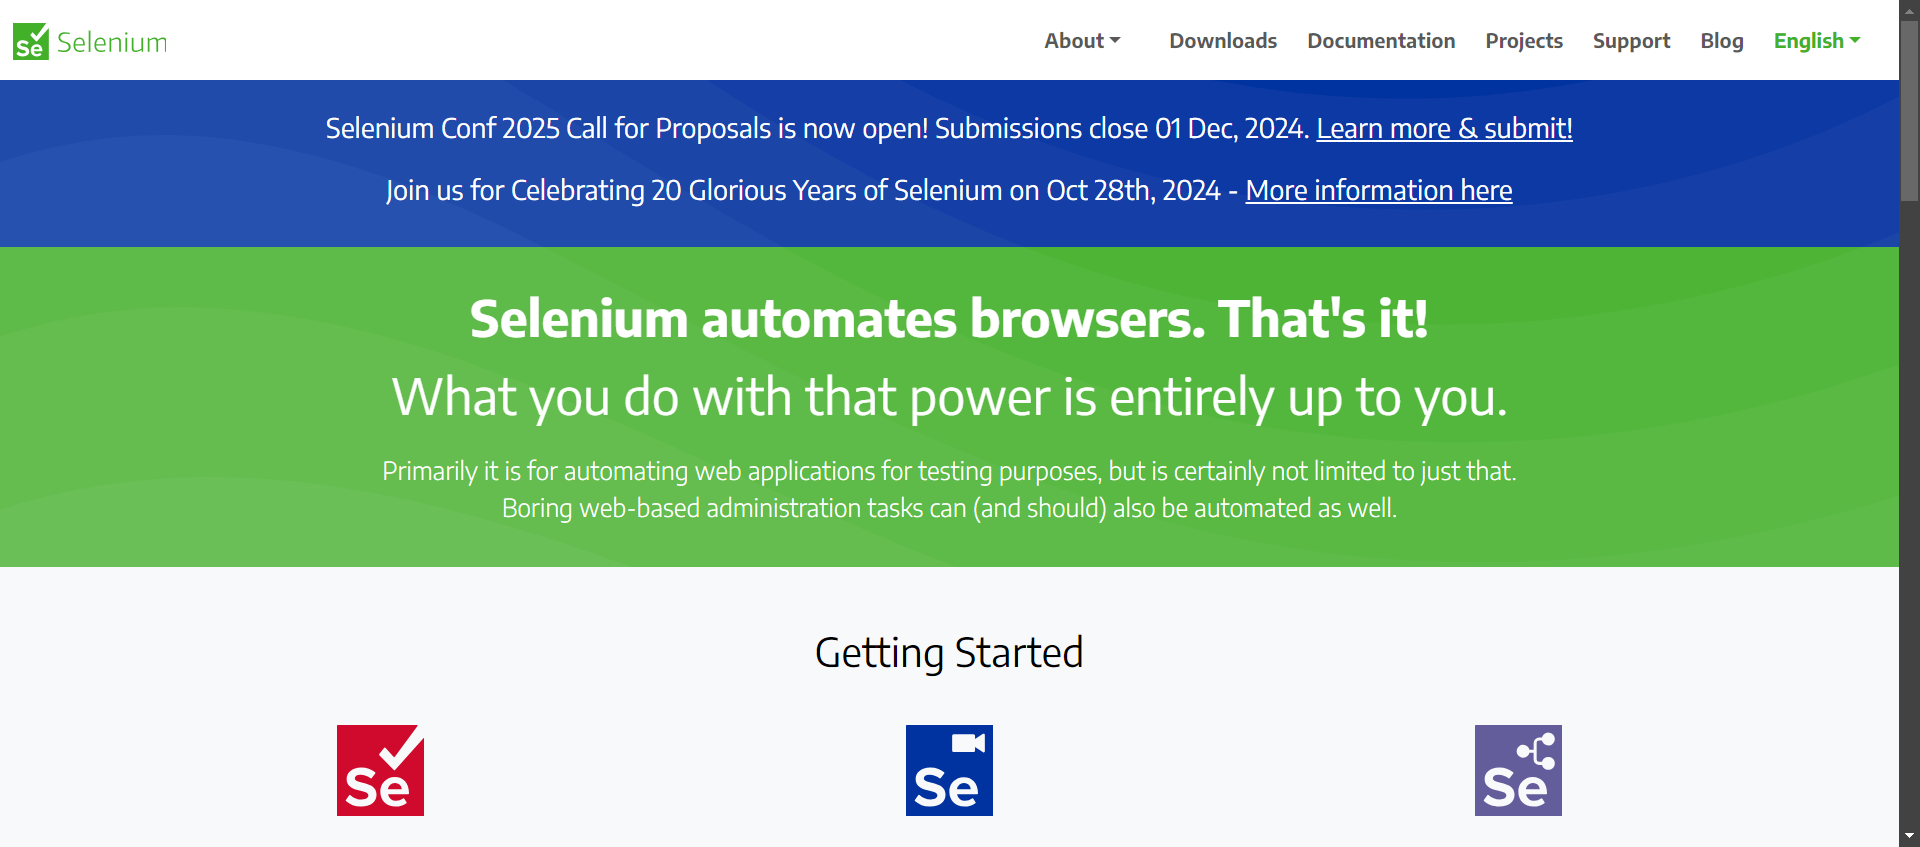 Se Selenium
About Downloads Documentation Projects Support Blog English
Selenium Conf 2025 Call for Proposals is now open! Submissions close 01 Dec, 2024. Learn more & submit!
Join us for Celebrating 20 Glorious Years of Selenium on Oct 28th, 2024 - More information here
Selenium automates browsers. That's it!
What you do with that power is entirely up to you.
Primarily it is for automating web applications for testing purposes, but is certainly not limited to just that.
Boring web-based administration tasks can (and should) also be automated as well.
Getting Started
Se Se Se